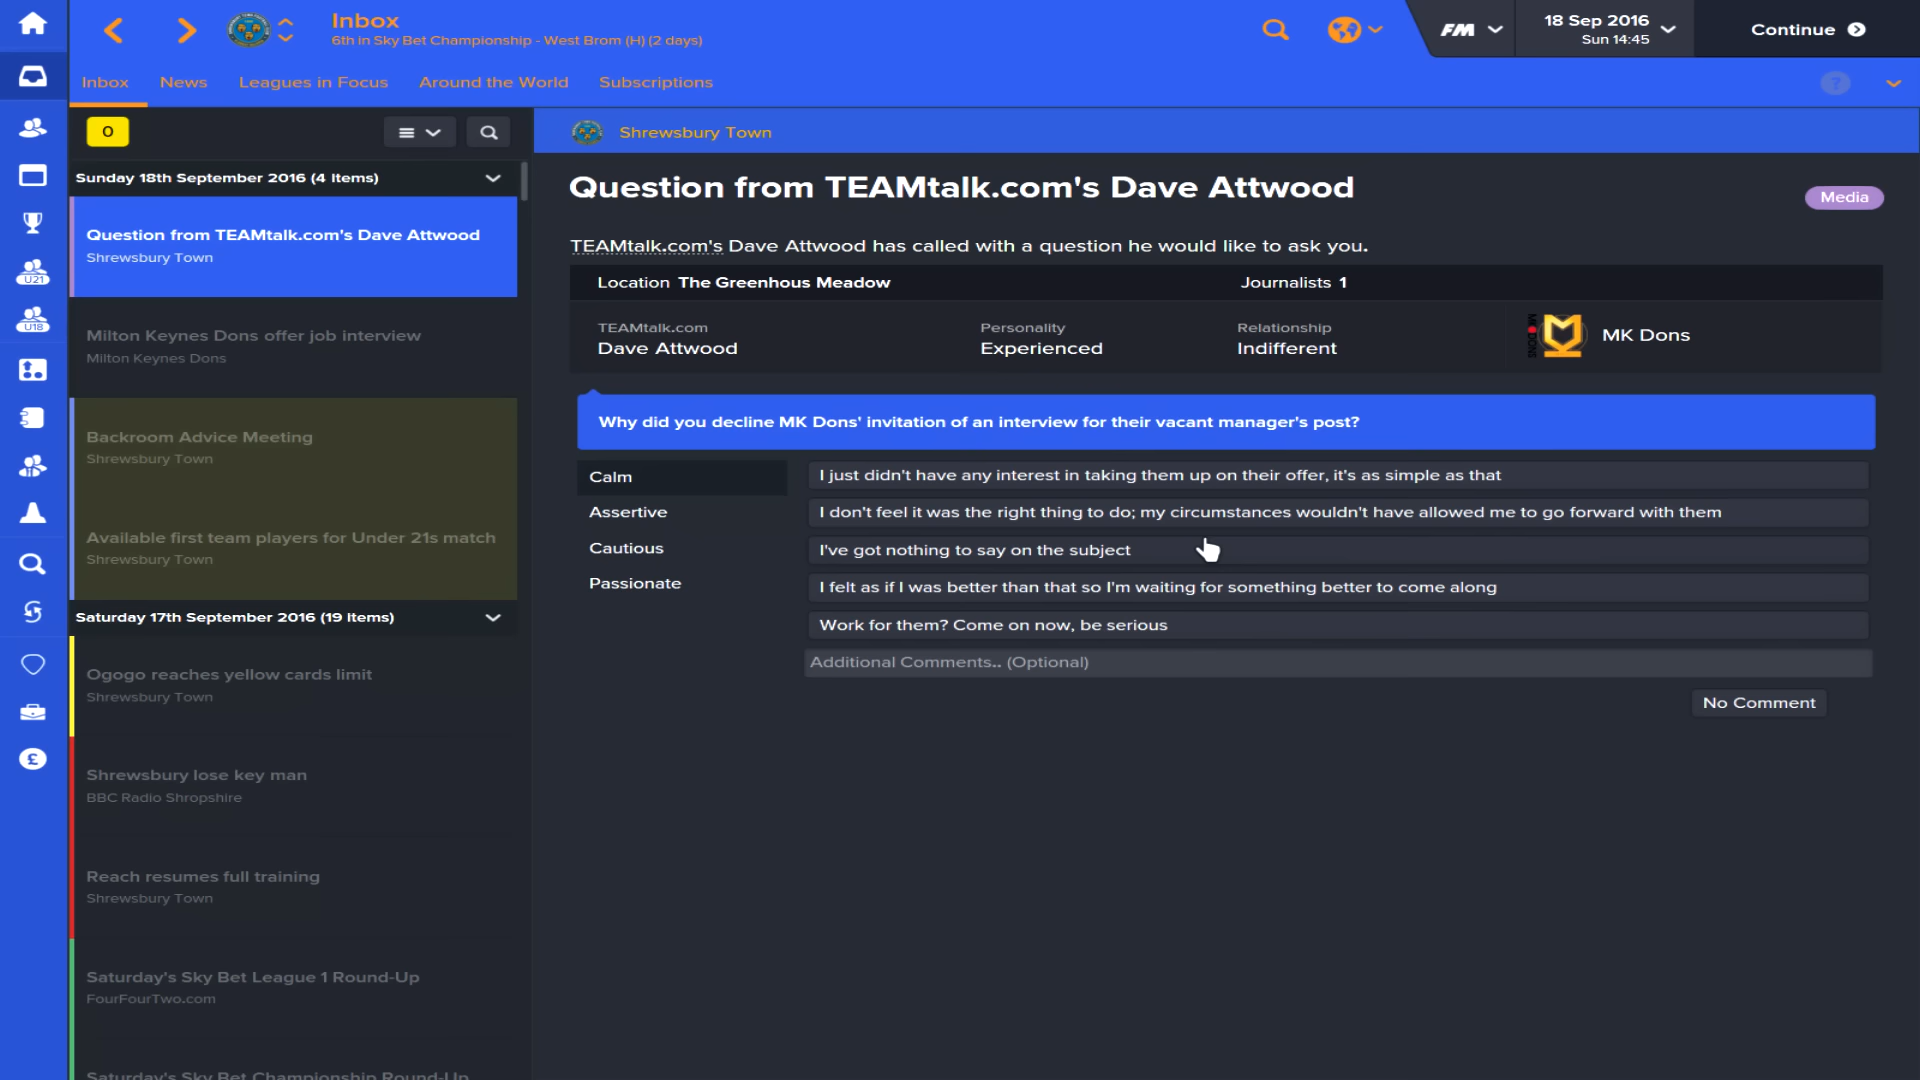 Inbox
6th in Sky Bet Championship - West Brom (H) (2 days)
FM
18 Sep 2016
Sun 14:45
Continue
Inbox
News
Leagues in Focus
Around the World
Subscriptions
?
0
Shrewsbury Town
Sunday 18th September 2016 (4 Items)
Question from TEAMtalk.com's Dave Attwood
Shrewsbury Town
Milton Keynes Dons offer job interview
Milton Keynes Dons
Backroom Advice Meeting
Shrewsbury Town
Available first team players for Under 21s match
Shrewsbury Town
Saturday 17th September 2016 (19 Items)
Ogogo reaches yellow cards limit
Shrewsbury Town
Shrewsbury lose key man
BBC Radio Shropshire
Reach resumes full training
Shrewsbury Town
Saturday's Sky Bet League 1 Round-Up
FourFourTwo.com
Saturday's Sky Bet Championship Round-Up
U21
U18
£
Question from TEAMtalk.com's Dave Attwood
Media
TEAMtalk.com's Dave Attwood has called with a question he would like to ask you.
Location The Greenhous Meadow
Journalists 1
TEAMtalk.com
Dave Attwood
Personality
Experienced
Relationship
Indifferent
MK DONS
MK Dons
Why did you decline MK Dons' invitation of an interview for their vacant manager's post?
Calm
Assertive
Cautious
Passionate
I just didn't have any interest in taking them up on their offer, it's as simple as that
I don't feel it was the right thing to do; my circumstances wouldn't have allowed me to go forward with them
I've got nothing to say on the subject
I felt as if I was better than that so I'm waiting for something better to come along
Work for them? Come on now, be serious
Additional Comments.. (Optional)
No Comment